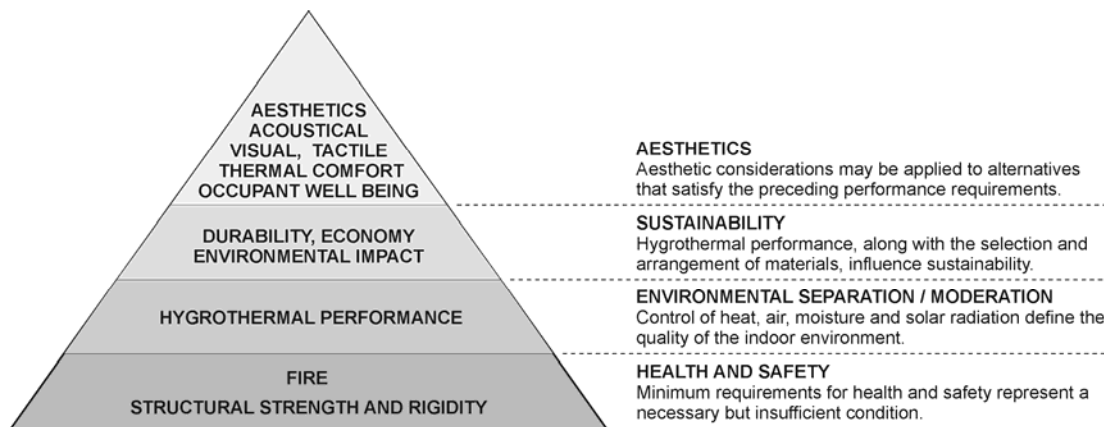 AESTHETICS
ACOUSTICAL
VISUAL, TACTILE
THERMAL COMFORT
OCCUPANT WELL BEING
AESTHETICS
Aesthetic considerations may be applied to alternatives
that satisfy the preceding performance requirements.
DURABILITY, ECONOMY
ENVIRONMENTAL IMPACT
SUSTAINABILITY
Hygrothermal performance, along with the selection and
arrangement of materials, influence sustainability.
HYGROTHERMAL PERFORMANCE
ENVIRONMENTAL SEPARATION / MODERATION
Control of heat, air, moisture and solar radiation define the
quality of the indoor environment.
FIRE
STRUCTURAL STRENGTH AND RIGIDITY
HEALTH AND SAFETY
Minimum requirements for health and safety represent a
necessary but insufficient condition.